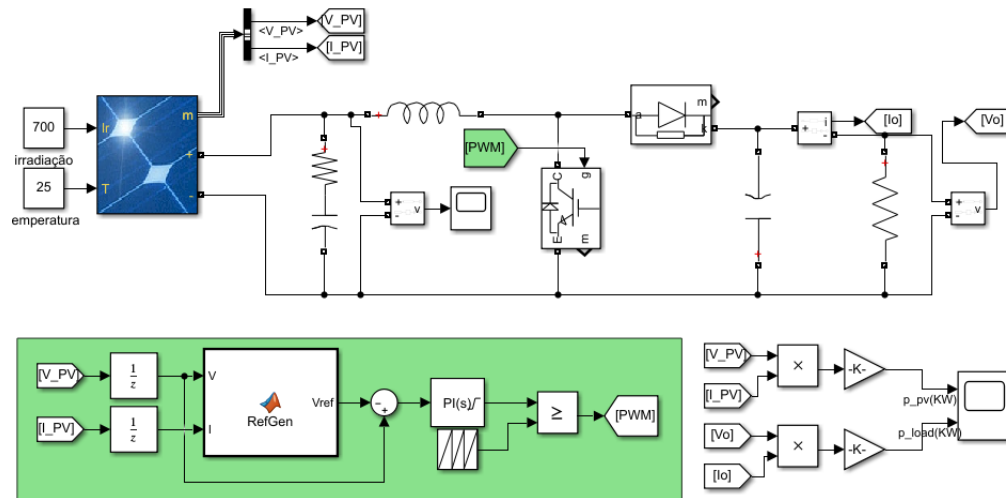 [V_PV]
<V_PV>
[I_PV]
<I_PV>
700
Ir
m
irradiação
+
25
T
-
emperatura
+
-
v
[PWM]
g
C
E
m
a
k
m
+
-
i
[Io]
[Vo]
+
-
v
[V_PV]
1
z
V
[I_PV]
1
z
I
RefGen
Vref
-
+
PI(s)
≥
[PWM]
[V_PV]
×
-K-
[I_PV]
p_pv(KW)
[Vo]
×
-K-
p_load(KW)
[Io]